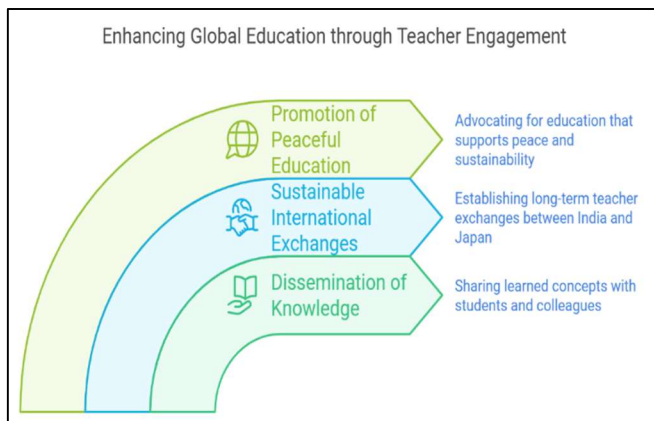 Enhancing Global Education through Teacher Engagement
Promotion of
Peaceful
Education
Advocating for education that
supports peace and
sustainability
Sustainable
International
Exchanges
Establishing long-term teacher
exchanges between India and
Japan
Dissemination of
Knowledge
Sharing learned concepts with
students and colleagues